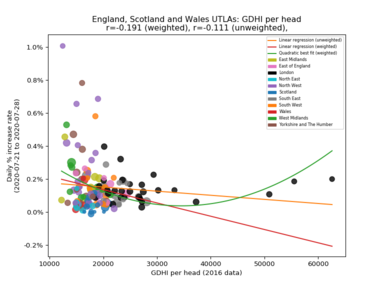 England, Scotland and Wales UTLAs: GDHI per head
r=-0.191 (weighted), r=-0.111 (unweighted),
Daily % increase rate
(2020-07-21 to 2020-07-28)
1.0%
0.8%
0.6%
0.4%
0.2%
0.0%
-0.2%
Linear regression (unweighted)
Linear regression (weighted)
Quadratic best fit (weighted)
East Midlands
East of England
London
North East
North West
Scotland
South East
South West
Wales
West Midlands
Yorkshire and The Humber
10000
20000
30000
40000
50000
60000
GDHI per head (2016 data)